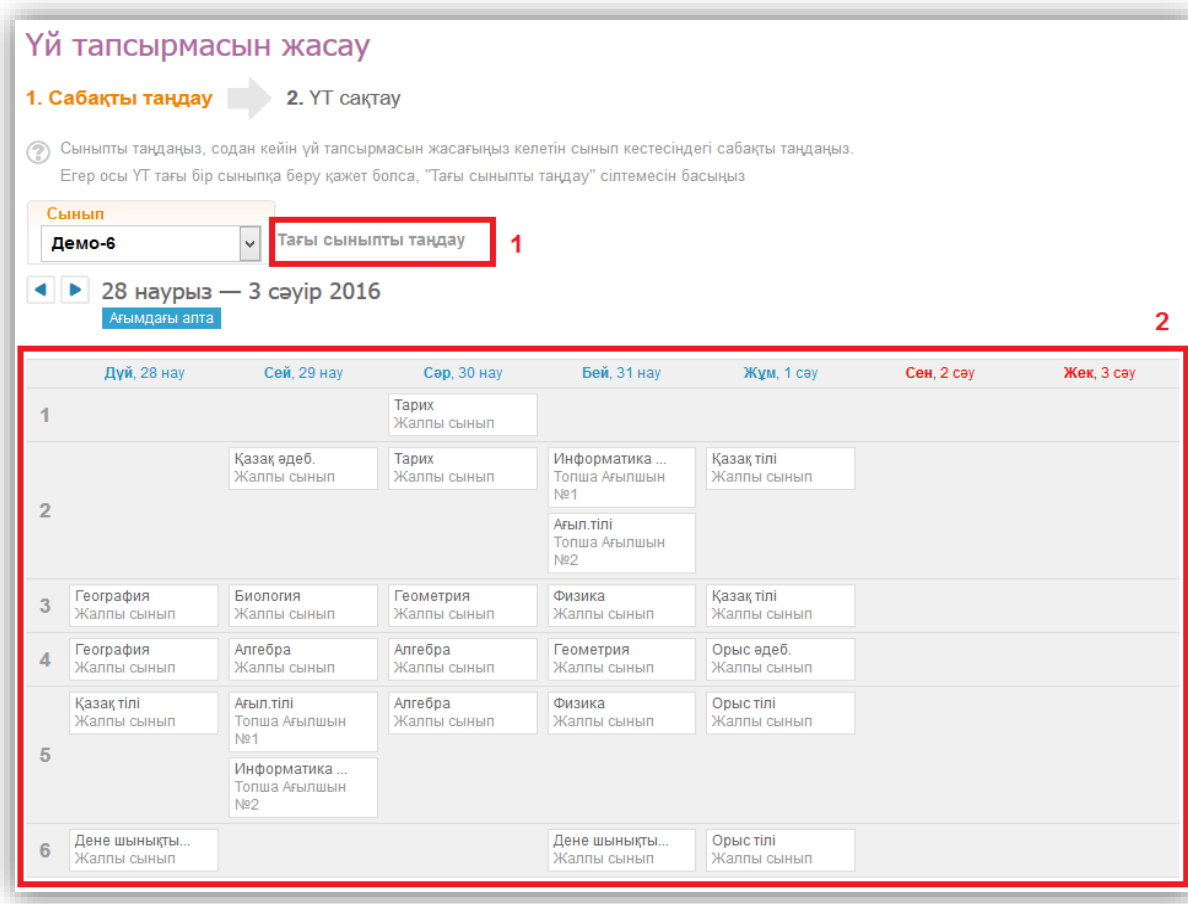 Үй тапсырмасын жасау
1. Сабақты таңдау 2. ҮТ сақтау
Сыныпты таңдаңыз, содан кейін үй тапсырмасын жасағыңыз келетін сынып кестесіндегі сабақты таңдаңыз.
Егер осы ҮТ тағы бір сыныпқа беру қажет болса, "Тағы сыныпты таңдау" сілтемесін басыңыз
Сынып
Демо-6 Тағы сыныпты таңдау 1
28 наурыз — 3 сәуір 2016
Ағымдағы апта
2
Дүй, 28 нау Сей, 29 нау Сәр, 30 нау Бей, 31 нау Жұм, 1 сәу Сен, 2 сәу Жек, 3 сәу
1
Тарих
Жалпы сынып
2
Қазақ әдеб.
Жалпы сынып
Тарих
Жалпы сынып
Информатика ...
Топша Ағылшын
№1
Ағыл.тілі
Топша Ағылшын
№2
Қазақ тілі
Жалпы сынып
3
География
Жалпы сынып
Биология
Жалпы сынып
Геометрия
Жалпы сынып
Физика
Жалпы сынып
Қазақ тілі
Жалпы сынып
4
География
Жалпы сынып
Алгебра
Жалпы сынып
Алгебра
Жалпы сынып
Геометрия
Жалпы сынып
Орыс әдеб.
Жалпы сынып
5
Қазақ тілі
Жалпы сынып
Ағыл.тілі
Топша Ағылшын
№1
Информатика ...
Топша Ағылшын
№2
Алгебра
Жалпы сынып
Физика
Жалпы сынып
Орыс тілі
Жалпы сынып
6
Дене шынықты...
Жалпы сынып
Дене шынықты...
Жалпы сынып
Орыс тілі
Жалпы сынып